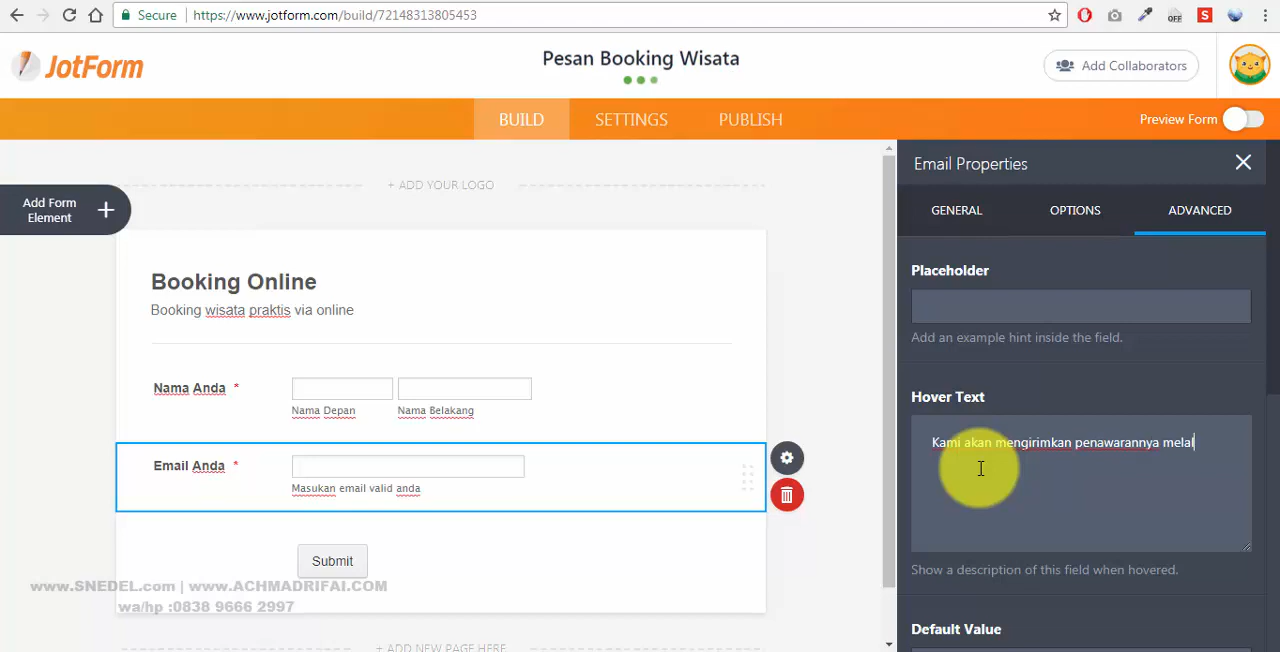 Secure
https://www.jotform.com/build/72148313805453
OFF
S
JotForm
Pesan Booking Wisata
Add Collaborators
BUILD
SETTINGS
PUBLISH
Preview Form
Add Form
Element
+ ADD YOUR LOGO
Email Properties
GENERAL
OPTIONS
ADVANCED
Booking Online
Booking wisata praktis via online
Nama Anda *
Nama Depan
Nama Belakang
Email Anda *
Masukan email valid anda
Submit
www.SNEDEL.com | www.ACHMADRIFAI.COM
wa/hp :0838 9666 2997
+ ADD NEW PAGE HERE
Placeholder
Add an example hint inside the field.
Hover Text
Kami akan mengirimkan penawarannya melal
Show a description of this field when hovered.
Default Value